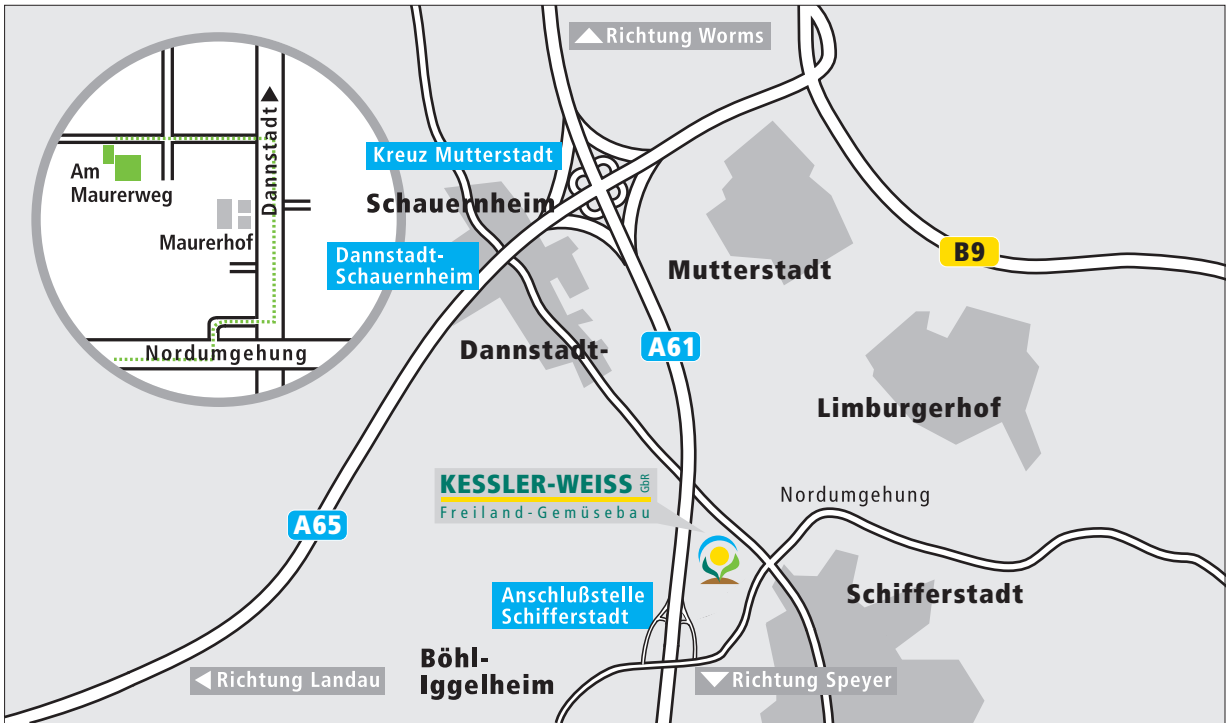 Richtung Worms
Dannstadt
Am
Maurerweg
Maurerhof
Nordumgehung
Kreuz Mutterstadt
Schauernheim
Dannstadt-
Schauernheim
Mutterstadt
B9
Dannstadt-
A61
Limburgerhof
KESSLER-WEISS GbR
Freiland-Gemüsebau
Nordumgehung
A65
Anschlußstelle
Schifferstadt
Schifferstadt
Böhl-
Iggelheim
Richtung Landau
Richtung Speyer